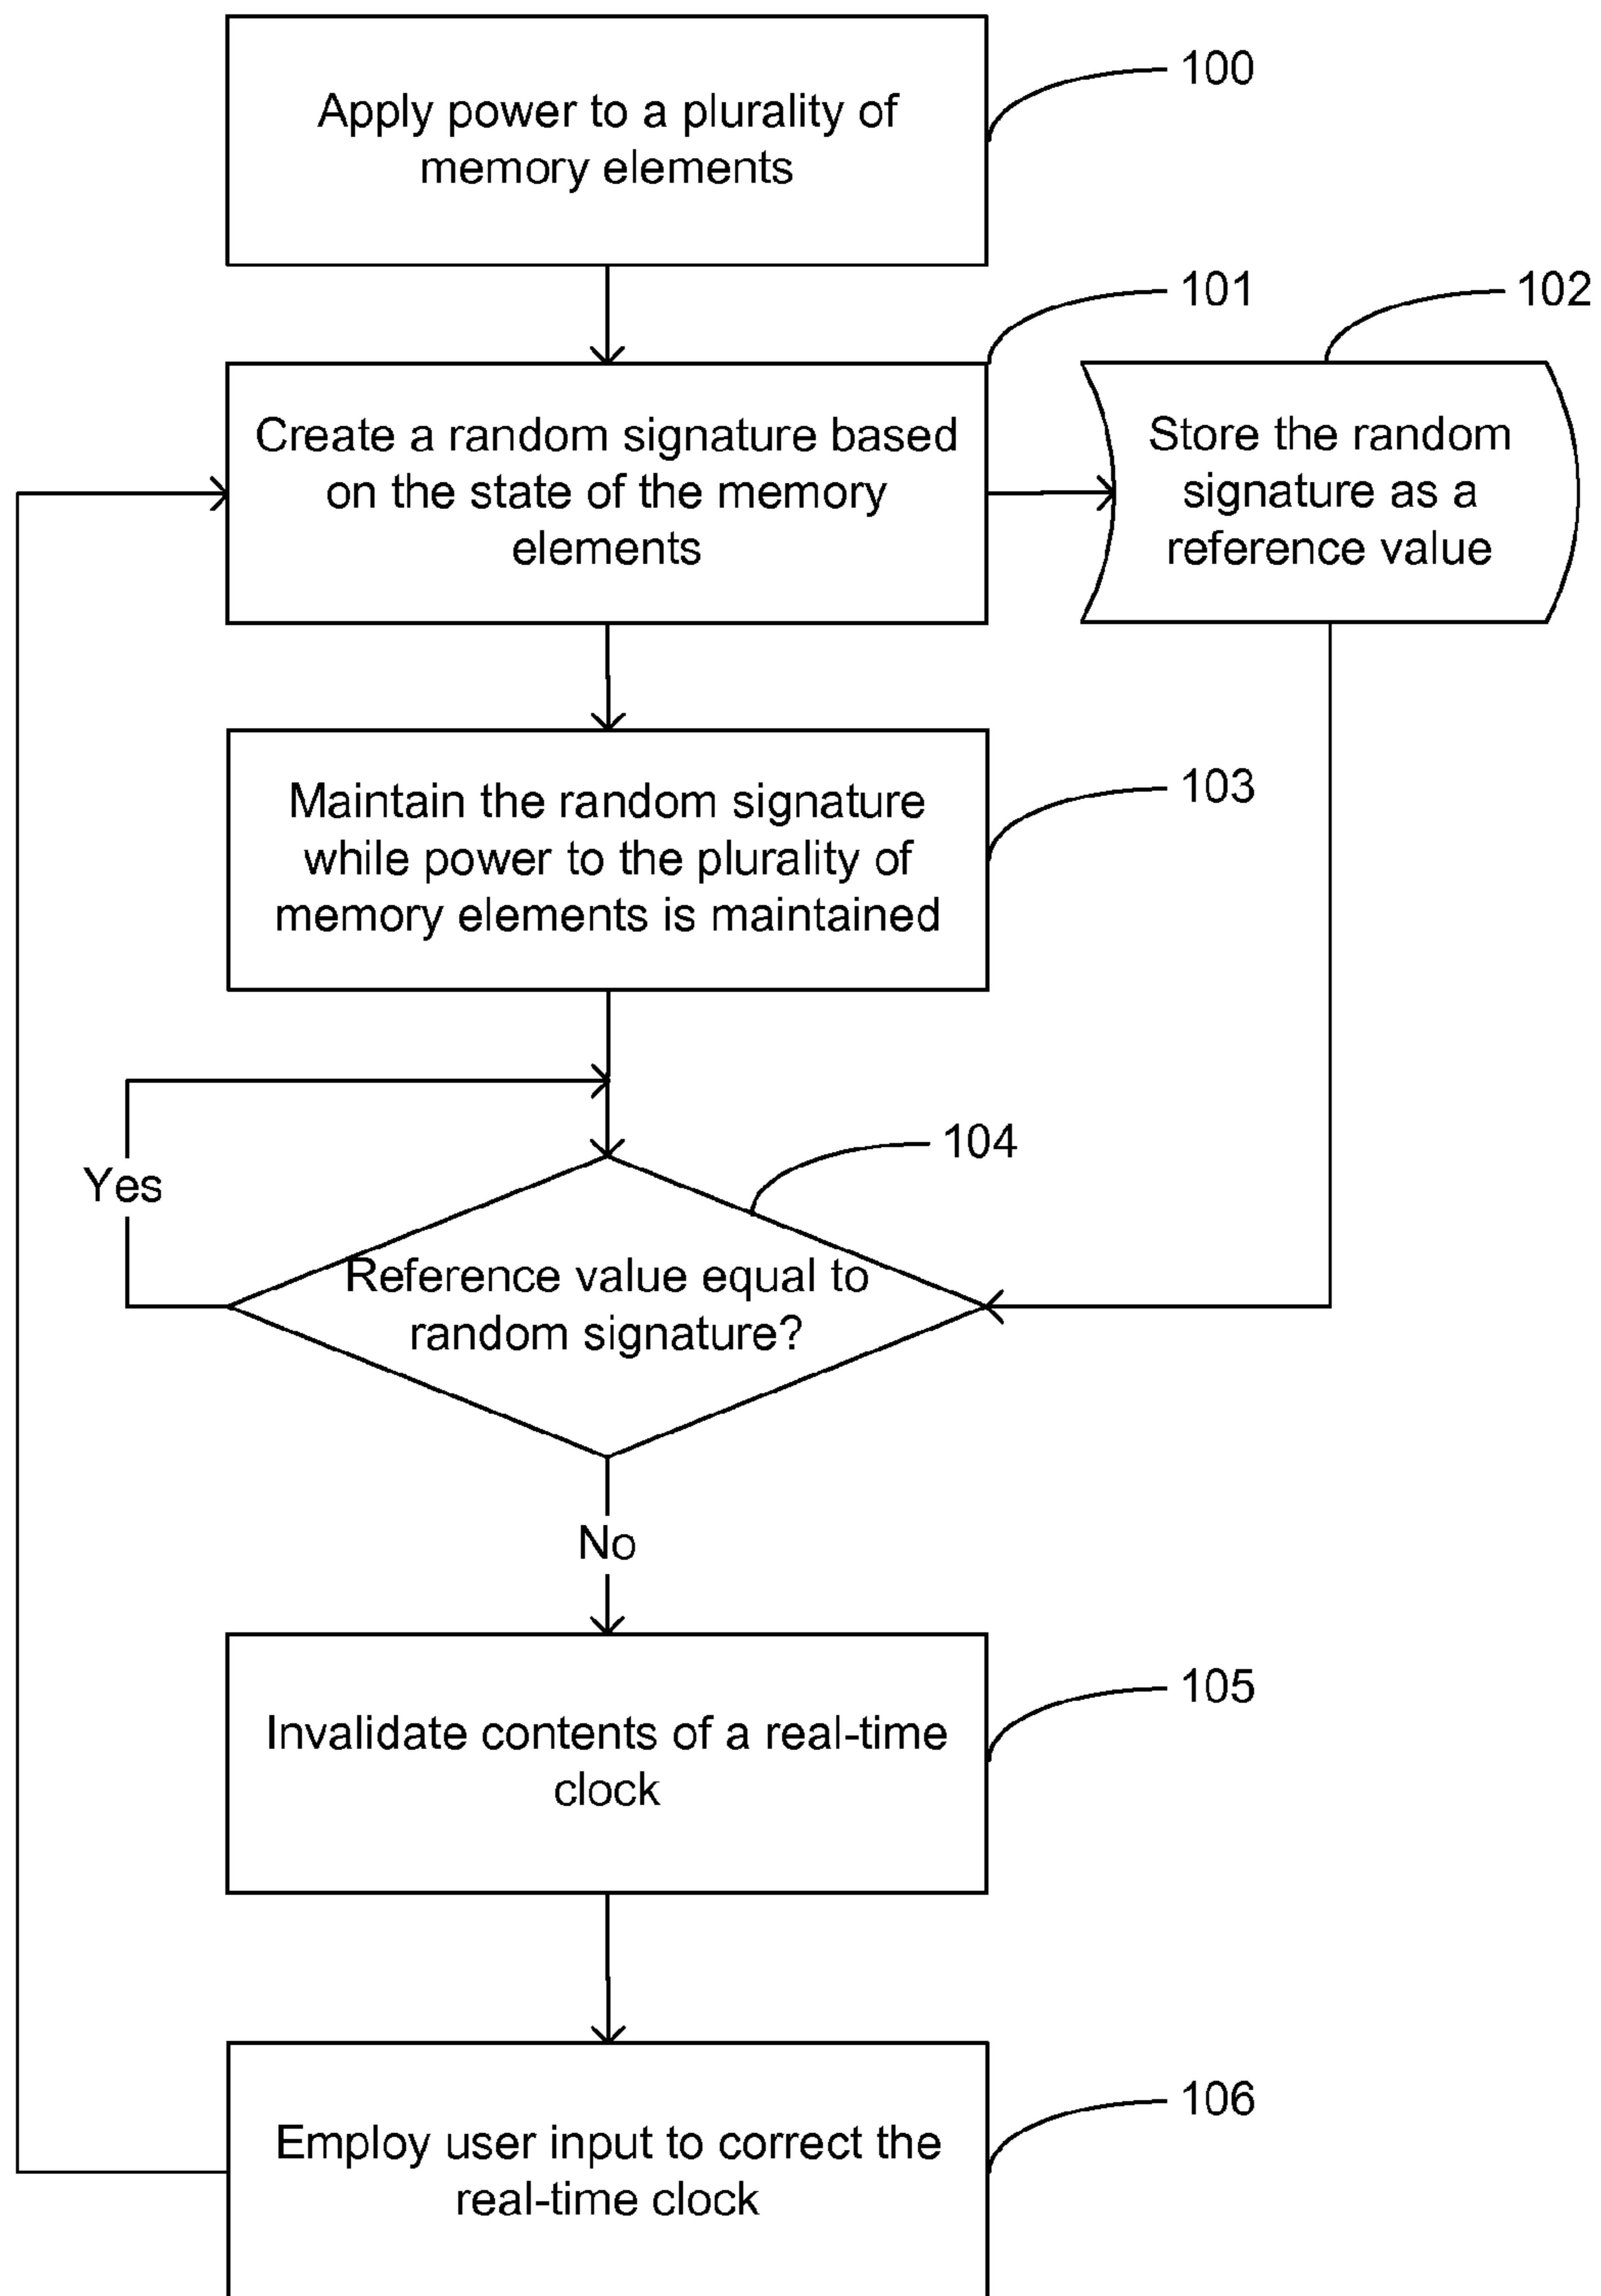 Apply power to a plurality of
memory elements
100
101
102
Create a random signature based
on the state of the memory
elements
Store the random
signature as a
reference value
Maintain the random signature
while power to the plurality of
memory elements is maintained
103
104
Yes
Reference value equal to
random signature?
No
Invalidate contents of a real-time
clock
105
Employ user input to correct the
real-time clock
106